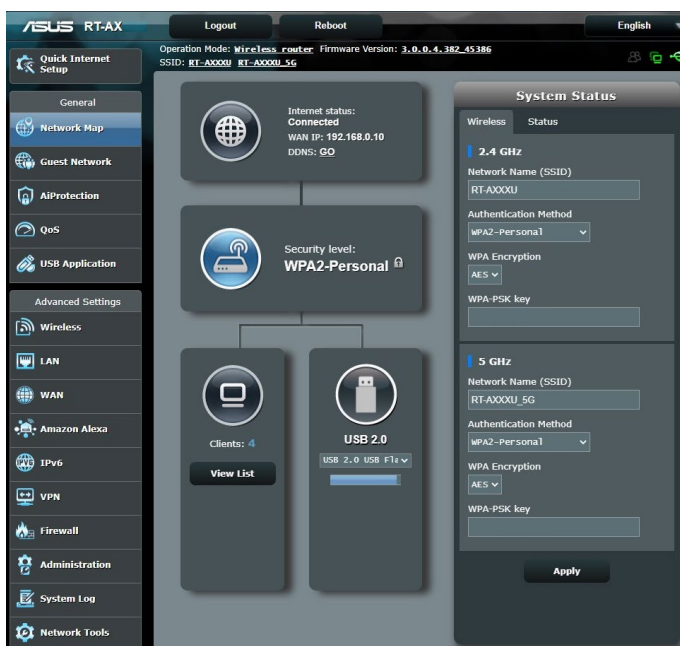 ASUS RT-AX
Logout
Reboot
English
Quick Internet
Setup
Operation Mode: Wireless router Firmware Version: 3.0.0.4.382_45386
SSID: RT-AXXXU RT-AXXXU_5G
General
Network Map
Guest Network
AiProtection
QoS
USB Application
Advanced Settings
Wireless
LAN
WAN
Amazon Alexa
IPv6
VPN
Firewall
Administration
System Log
Network Tools
Internet status:
Connected
WAN IP: 192.168.0.10
DDNS: GO
Security level:
WPA2-Personal
Clients: 4
View List
USB 2.0
USB 2.0 USB Fla
System Status
Wireless Status
2.4 GHz
Network Name (SSID)
RT-AXXXU
Authentication Method
WPA2-Personal
WPA Encryption
AES
WPA-PSK key
5 GHz
Network Name (SSID)
RT-AXXXU_5G
Authentication Method
WPA2-Personal
WPA Encryption
AES
WPA-PSK key
Apply